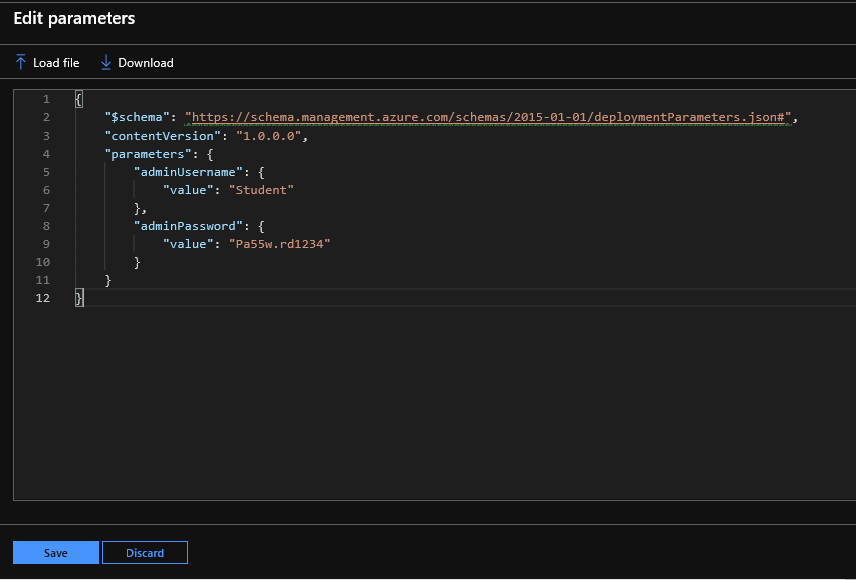 Edit parameters
Load file Download
1 {
2 "$schema": "https://schema.management.azure.com/schemas/2015-01-01/deploymentParameters.json#",
3 "contentVersion": "1.0.0.0",
4 "parameters": {
5 "adminUsername": {
6 "value": "Student"
7 },
8 "adminPassword": {
9 "value": "Pa55w.rd1234"
10 }
11 }
12 }
Save Discard